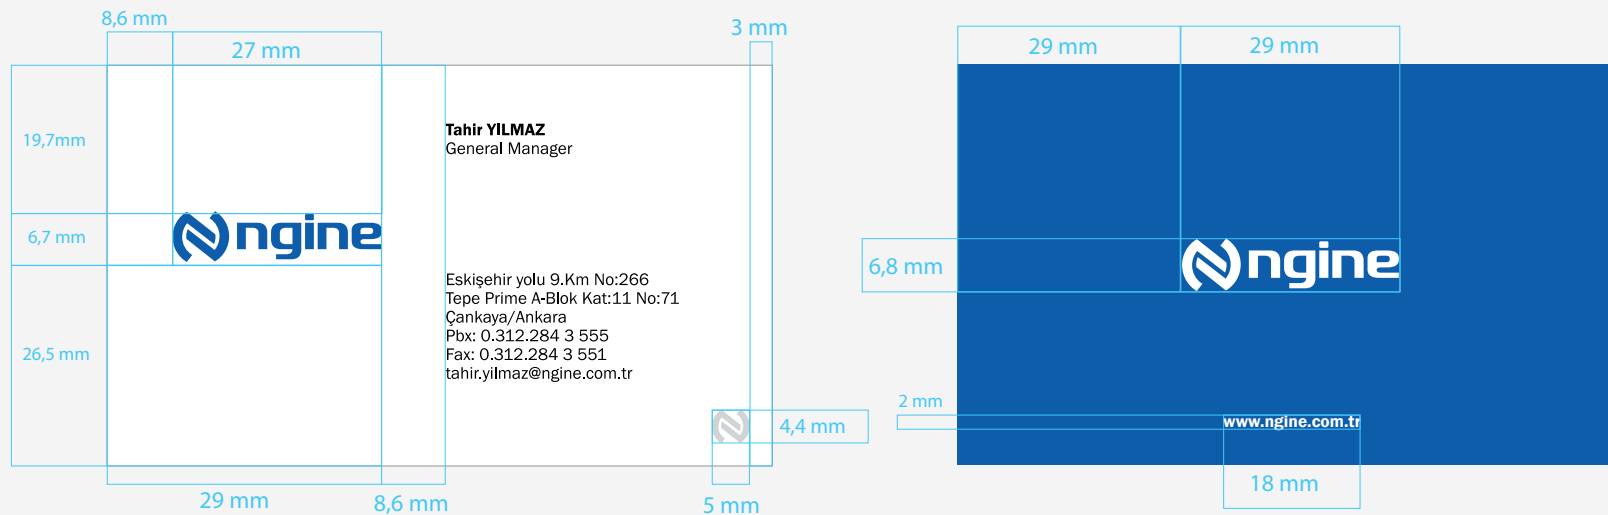 8,6 mm
27 mm
3 mm
19,7mm
6,7 mm
26,5 mm
ngine
Tahir YILMAZ
General Manager
Eskişehir yolu 9.Km No:266
Tepe Prime A-Blok Kat:11 No:71
Çankaya/Ankara
Pbx: 0.312.284 3 555
Fax: 0.312.284 3 551
tahir.yilmaz@ngine.com.tr
4,4 mm
29 mm
8,6 mm
5 mm
29 mm
29 mm
6,8 mm
ngine
2 mm
www.ngine.com.tr
18 mm